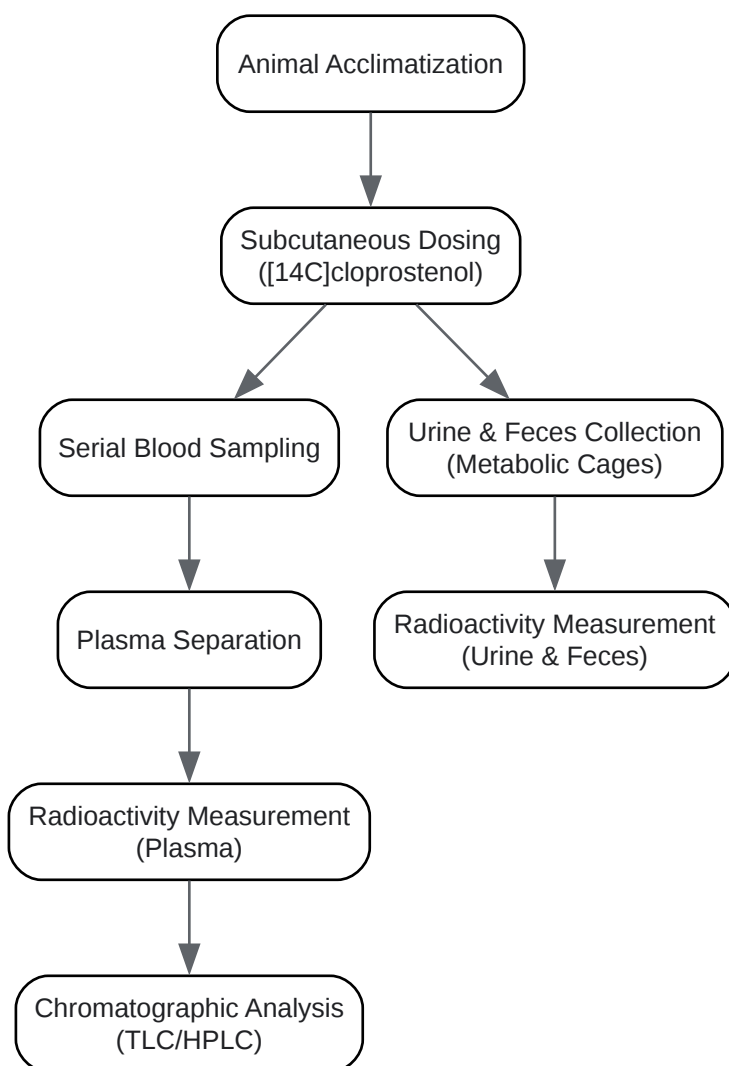 Animal Acclimatization
Subcutaneous Dosing
([14C]cloprostenol)
Serial Blood Sampling
Urine & Feces Collection
(Metabolic Cages)
Plasma Separation
Radioactivity Measurement
(Urine & Feces)
Radioactivity Measurement
(Plasma)
Chromatographic Analysis
(TLC/HPLC)